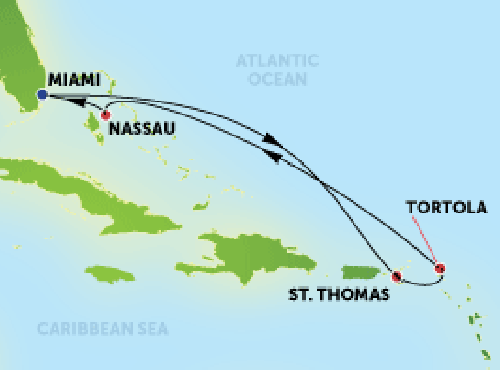 ATLANTIC
OCEAN
MIAMI
NASSAU
TORTOLA
ST. THOMAS
CARIBBEAN SEA